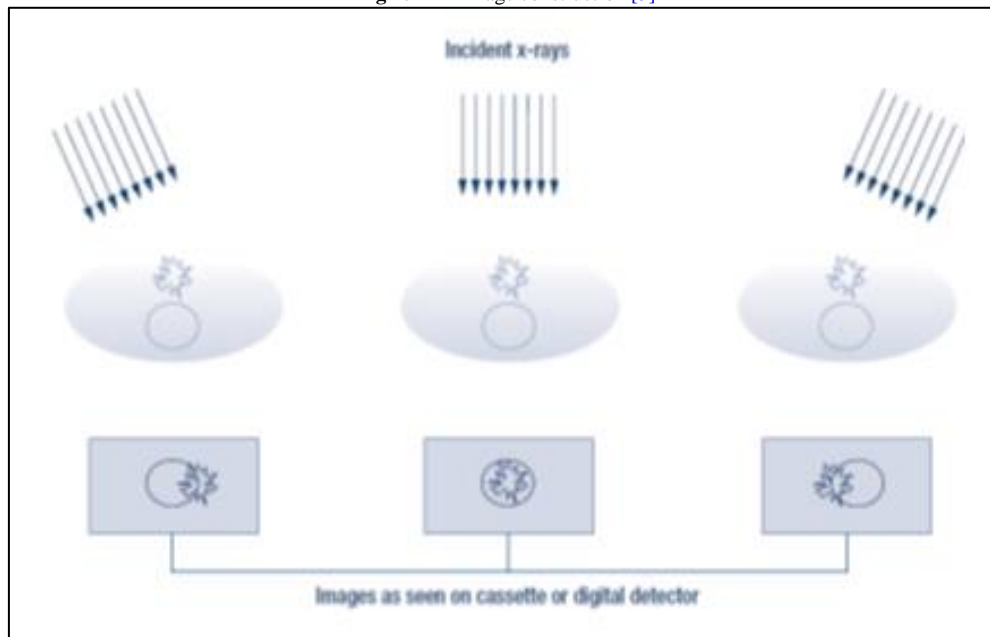 Incident x-rays
Images as seen on cassette or digital detector